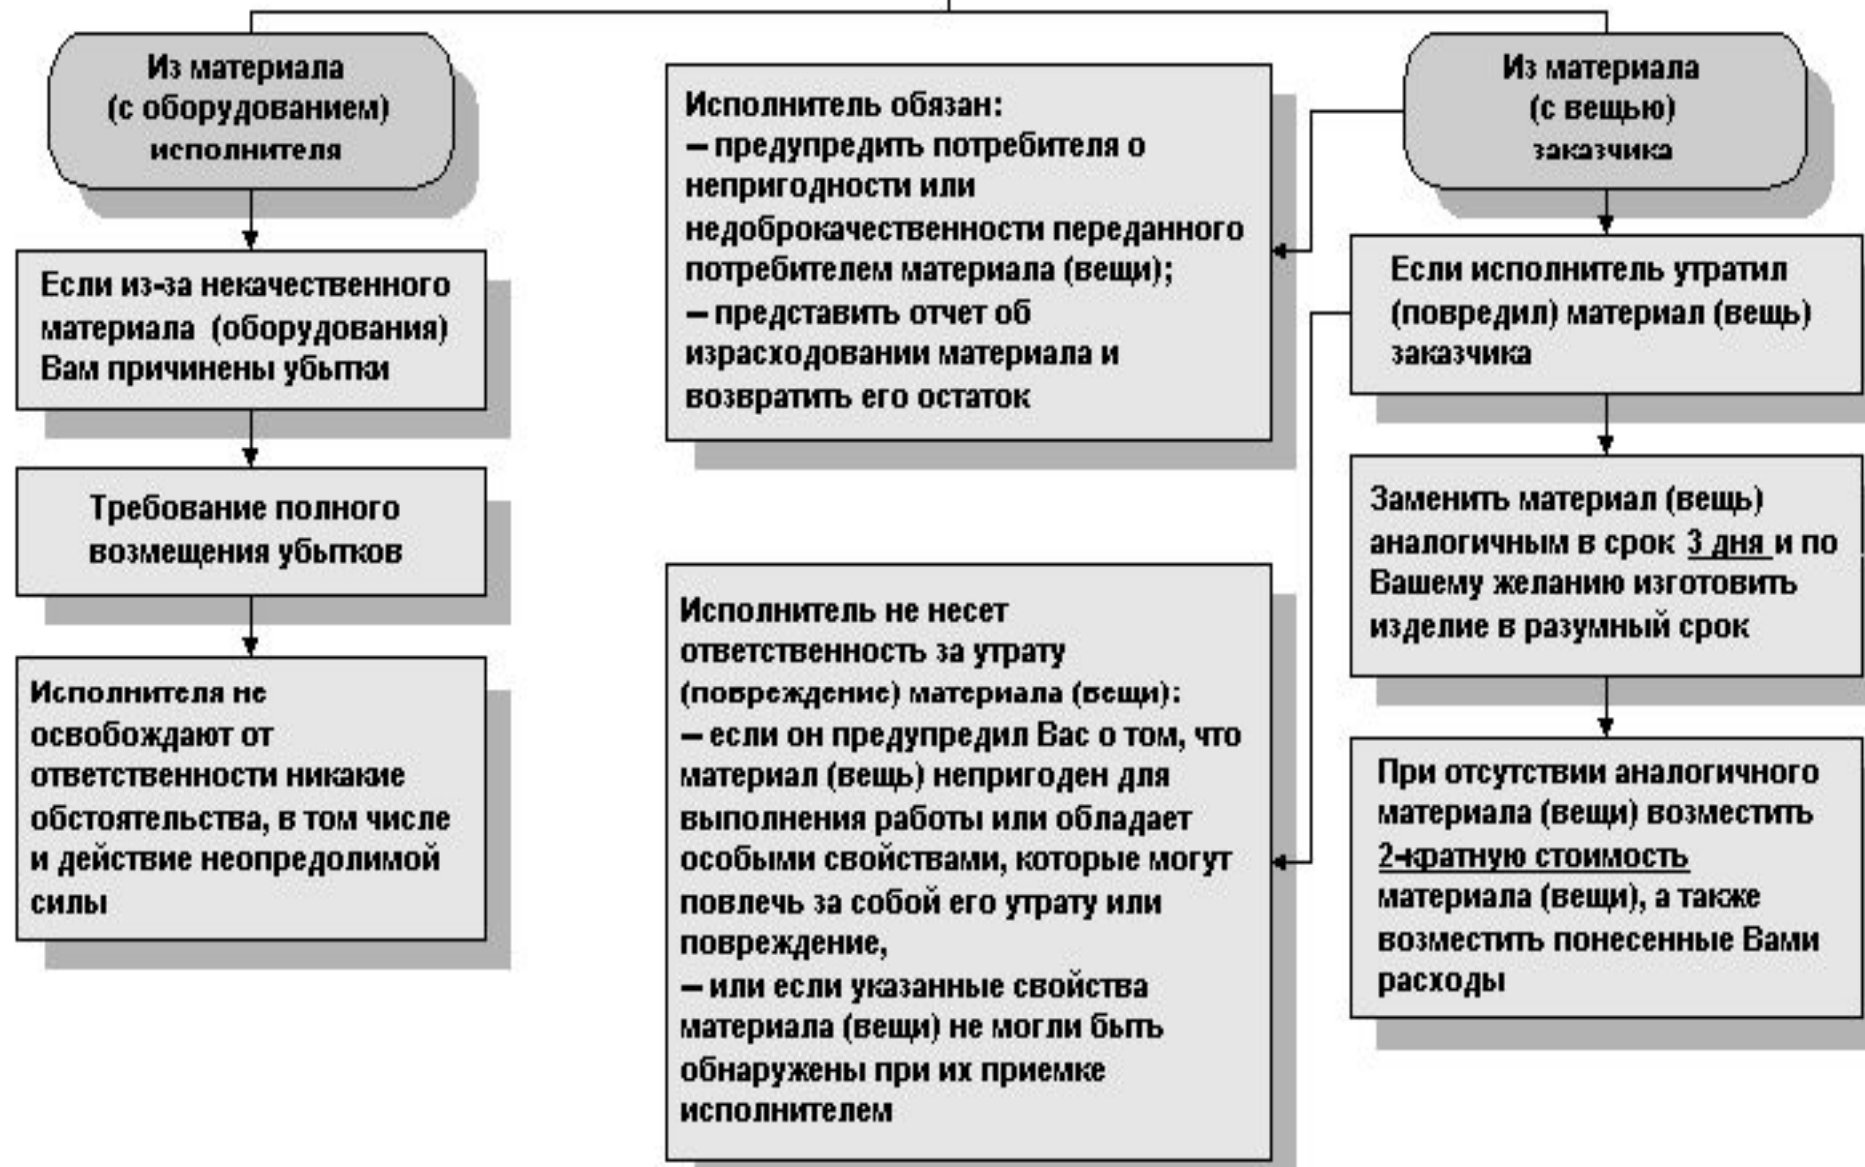 Из материала
(с оборудованием)
исполнителя
Если из-за некачественного
материала (оборудования)
Вам причинены убытки
Требование полного
возмещения убытков
Исполнителя не
освобождают от
ответственности никакие
обстоятельства, в том числе
и действие неопредолимой
силы
Исполнитель обязан:
– предупредить потребителя о
непригодности или
недоброкачественности переданного
потребителем материала (вещи);
– представить отчет об
израсходовании материала и
возвратить его остаток
Исполнитель не несет
ответственность за утрату
(повреждение) материала (вещи):
– если он предупредил Вас о том, что
материал (вещь) непригоден для
выполнения работы или обладает
особыми свойствами, которые могут
повлечь за собой его утрату или
повреждение,
– или если указанные свойства
материала (вещи) не могли быть
обнаружены при их приемке
исполнителем
Из материала
(с вещью)
заказчика
Если исполнитель утратил
(повредил) материал (вещь)
заказчика
Заменить материал (вещь)
аналогичным в срок 3 дня и по
Вашему желанию изготовить
изделие в разумный срок
При отсутствии аналогичного
материала (вещи) возместить
2-кратную стоимость
материала (вещи), а также
возместить понесенные Вами
расходы